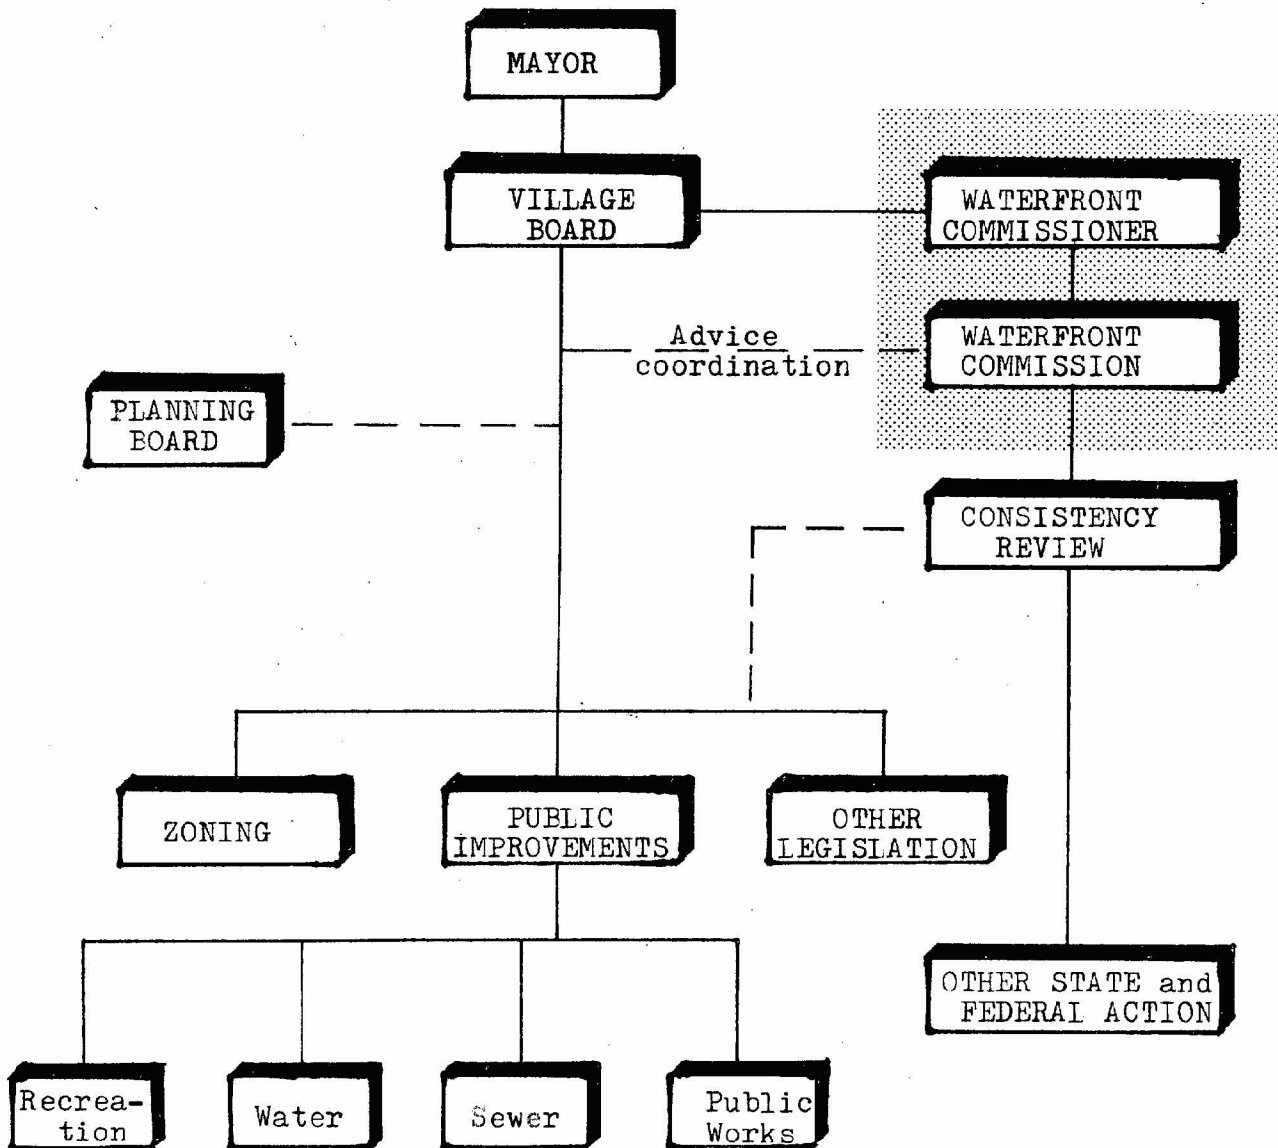 MAYOR
VILLAGE
BOARD
WATERFRONT
COMMISSIONER
Advice
coordination
WATERFRONT
COMMISSION
PLANNING
BOARD
CONSISTENCY
REVIEW
ZONING
PUBLIC
IMPROVEMENTS
OTHER
LEGISLATION
OTHER STATE and
FEDERAL ACTION
Recrea-
tion
Water
Sewer
Public
Works